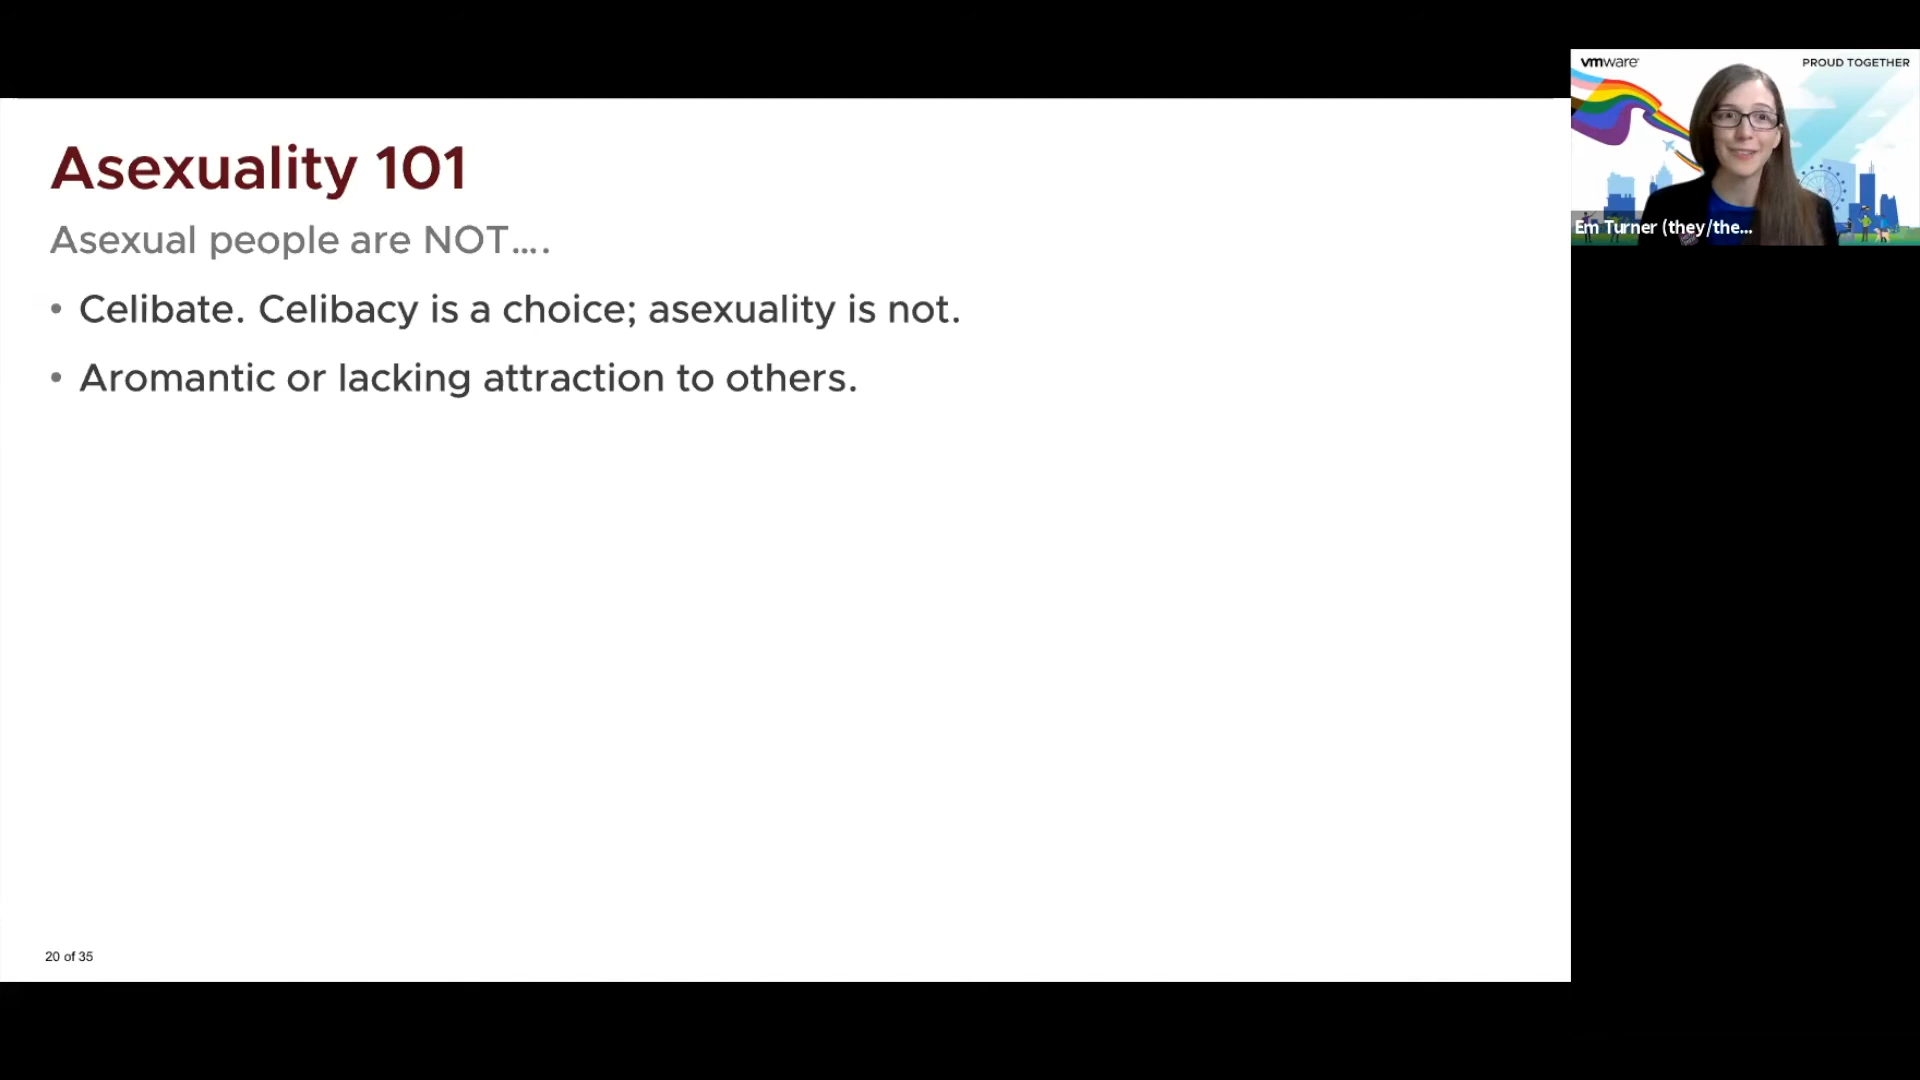 vmware
PROUD TOGETHER
Asexuality 101
Asexual people are NOT....
• Celibate. Celibacy is a choice; asexuality is not.
• Aromantic or lacking attraction to others.
Em Turner (they/the...
20 of 35